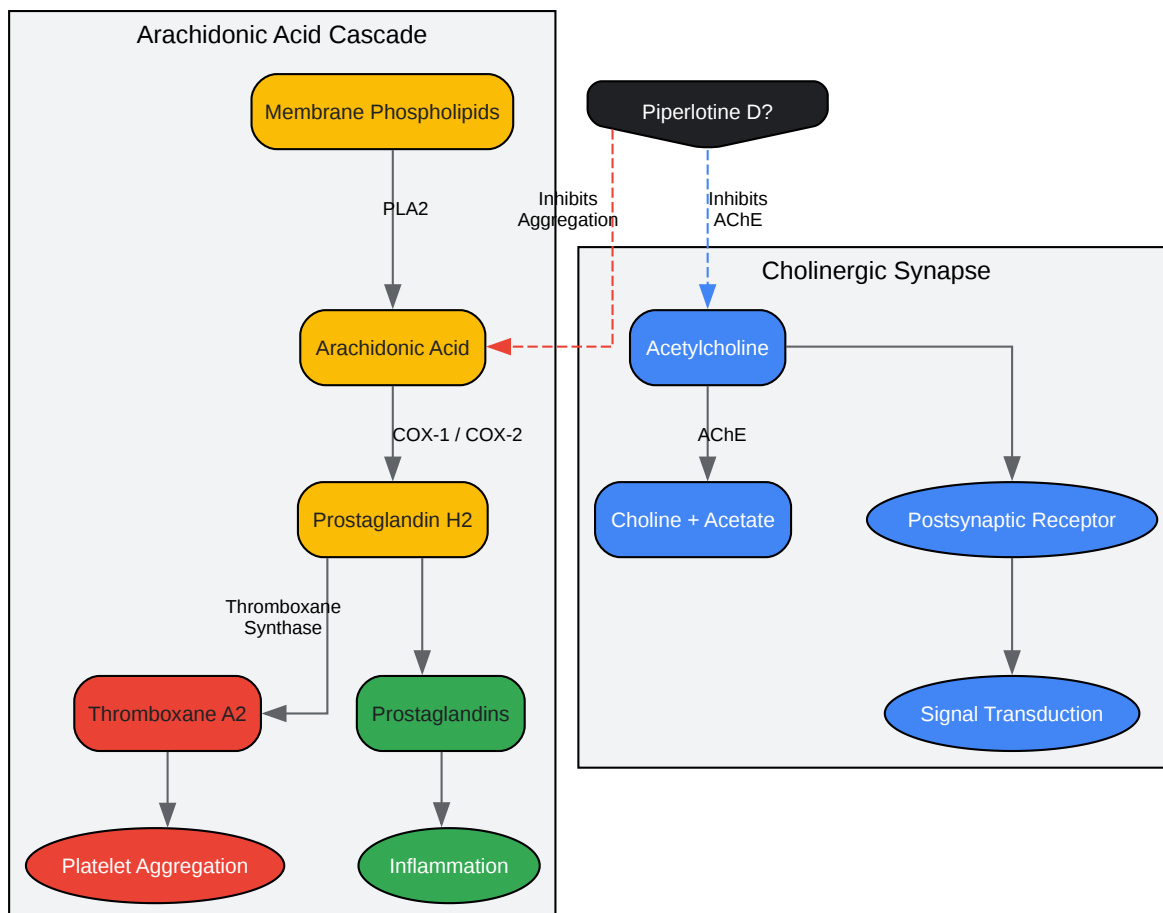 Arachidonic Acid Cascade
Membrane Phospholipids
Piperlotine D?
PLA2
Inhibits
Aggregation
Inhibits
AChE
Cholinergic Synapse
Arachidonic Acid
Acetylcholine
COX-1 / COX-2
AChE
Prostaglandin H2
Choline + Acetate
Postsynaptic Receptor
Thromboxane
Synthase
Thromboxane A2
Prostaglandins
Signal Transduction
Platelet Aggregation
Inflammation